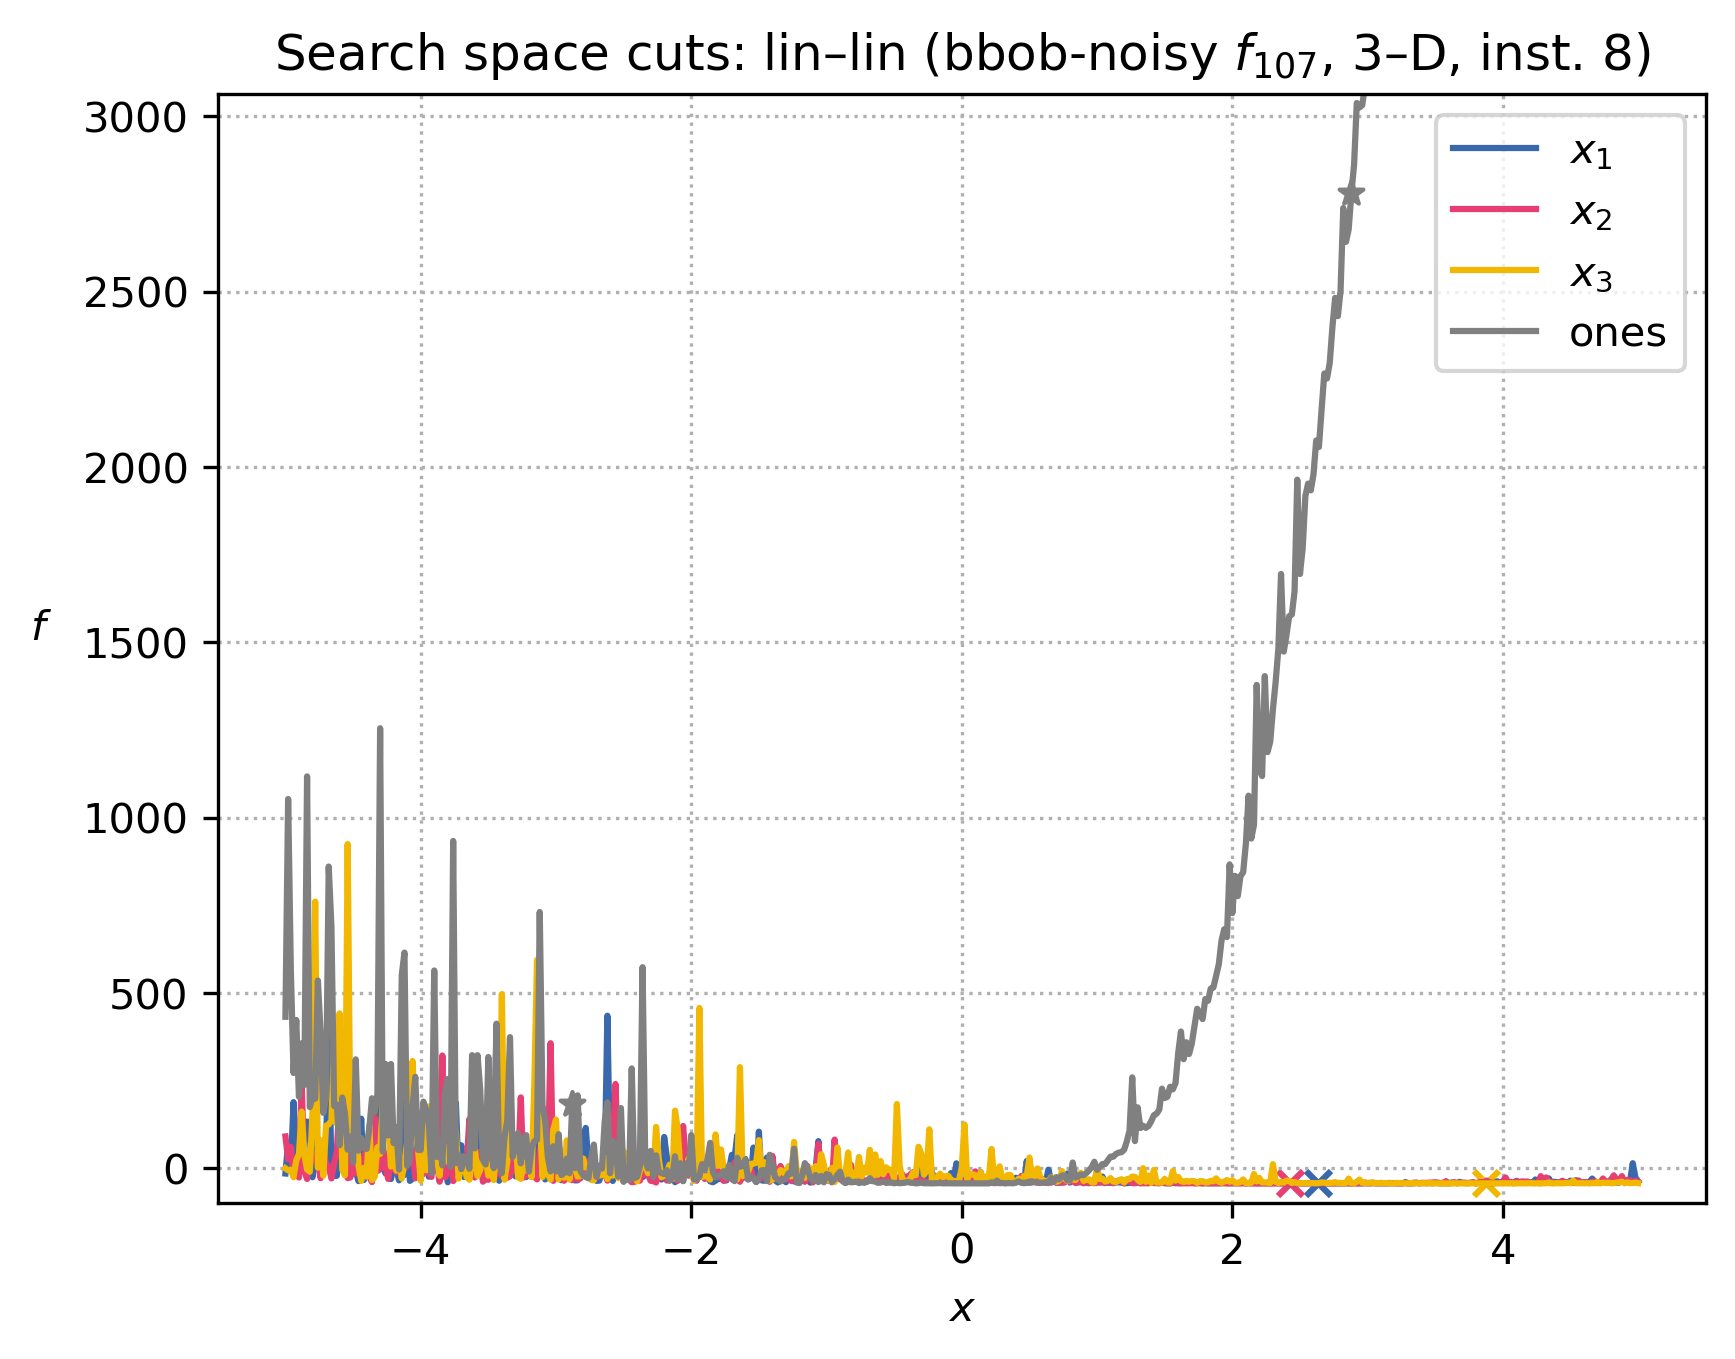 Search space cuts: lin–lin (bbob-noisy f₁₀₇, 3–D, inst. 8)
3000
2500
2000
1500
1000
500
0
f
x₁
x₂
x₃
ones
−4
−2
0
2
4
x